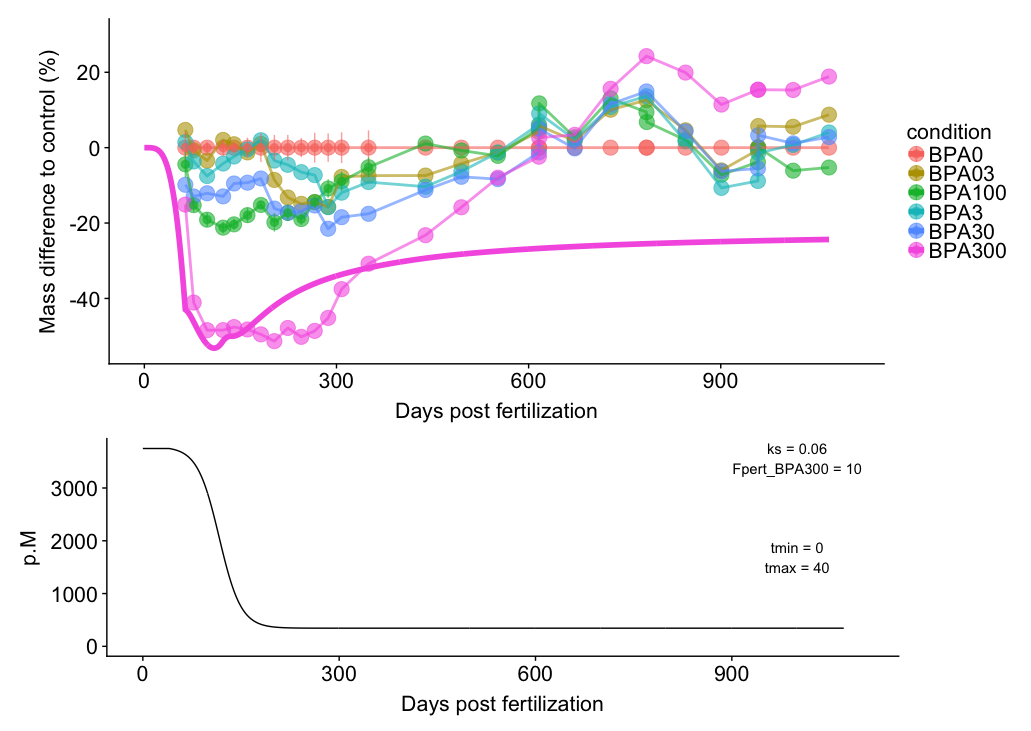 Mass difference to control (%)
20
0
-20
-40
0
300
600
900
Days post fertilization
condition
BPA0
BPA03
BPA100
BPA3
BPA30
BPA300
p.M
3000
2000
1000
0
0
300
600
900
Days post fertilization
ks = 0.06
Fpert_BPA300 = 10
tmin = 0
tmax = 40